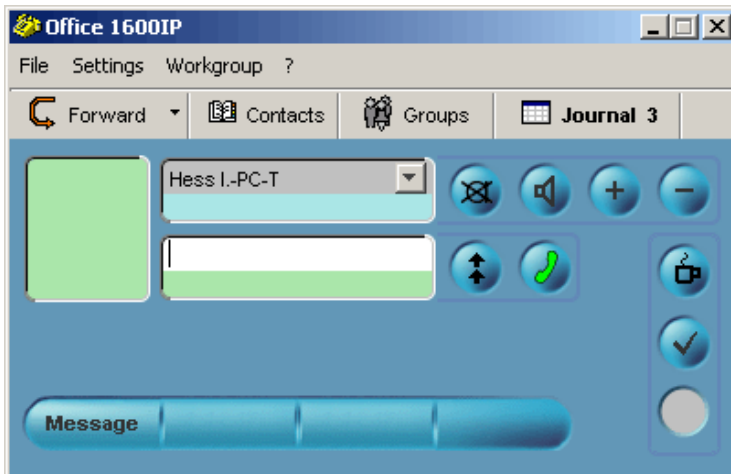 Office 1600IP
File Settings Workgroup ?
Forward Contacts Groups Journal 3
Hess I.-PC-T
Message